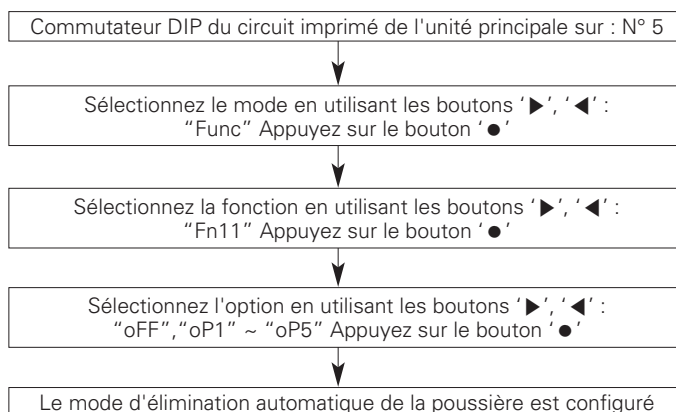 Commutateur DIP du circuit imprimé de l'unité principale sur : N° 5
Sélectionnez le mode en utilisant les boutons ‘▶’, ‘◀’ :
“Func” Appuyez sur le bouton ‘●’
Sélectionnez la fonction en utilisant les boutons ‘▶’, ‘◀’ :
“Fn11” Appuyez sur le bouton ‘●’
Sélectionnez l'option en utilisant les boutons ‘▶’, ‘◀’ :
“oFF”,“oP1” ~ “oP5” Appuyez sur le bouton ‘●’
Le mode d'élimination automatique de la poussière est configuré